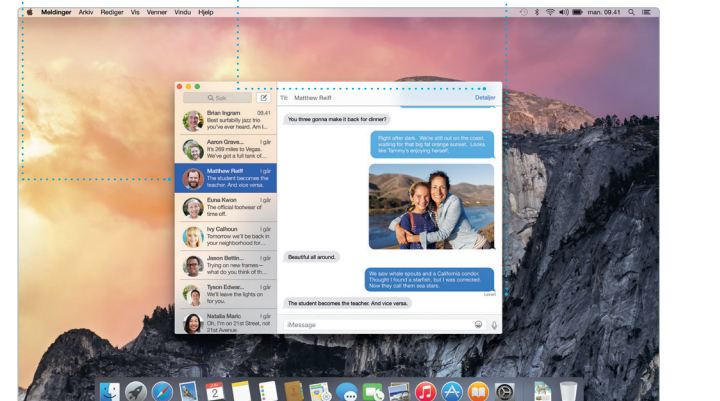 Meldinger Arkiv Rediger Vis Venner Vindu Hjelp
man. 09.41
Søk
Til: Matthew Reiff
Detaljer
Brian Ingram 09.41
Best surfabilly jazz trio
you've ever heard. Am I...
Aaron Grave... I går
It's 269 miles to Vegas.
We've got a full tank of...
Matthew Reiff I går
The student becomes the
teacher. And vice versa.
Euna Kwon I går
The official footwear of
time off.
Ivy Calhoun I går
Tomorrow we'll be back in
your neighborhood for...
Jason Bettin... I går
Trying on new frames—
what do you think of th...
Tyson Edwar... I går
We'll leave the lights on
for you.
Natalia Maric I går
Oh, I'm on 21st Street, not
21st Avenue.
You three gonna make it back for dinner?
Right after dark. We're still out on the coast,
waiting for that big fat orange sunset. Looks
like Tammy's enjoying herself.
Beautiful all around.
We saw whale spouts and a California condor.
Thought I found a starfish, but I was corrected.
Now they call them sea stars.
Levert
The student becomes the teacher. And vice versa.
iMessage
2